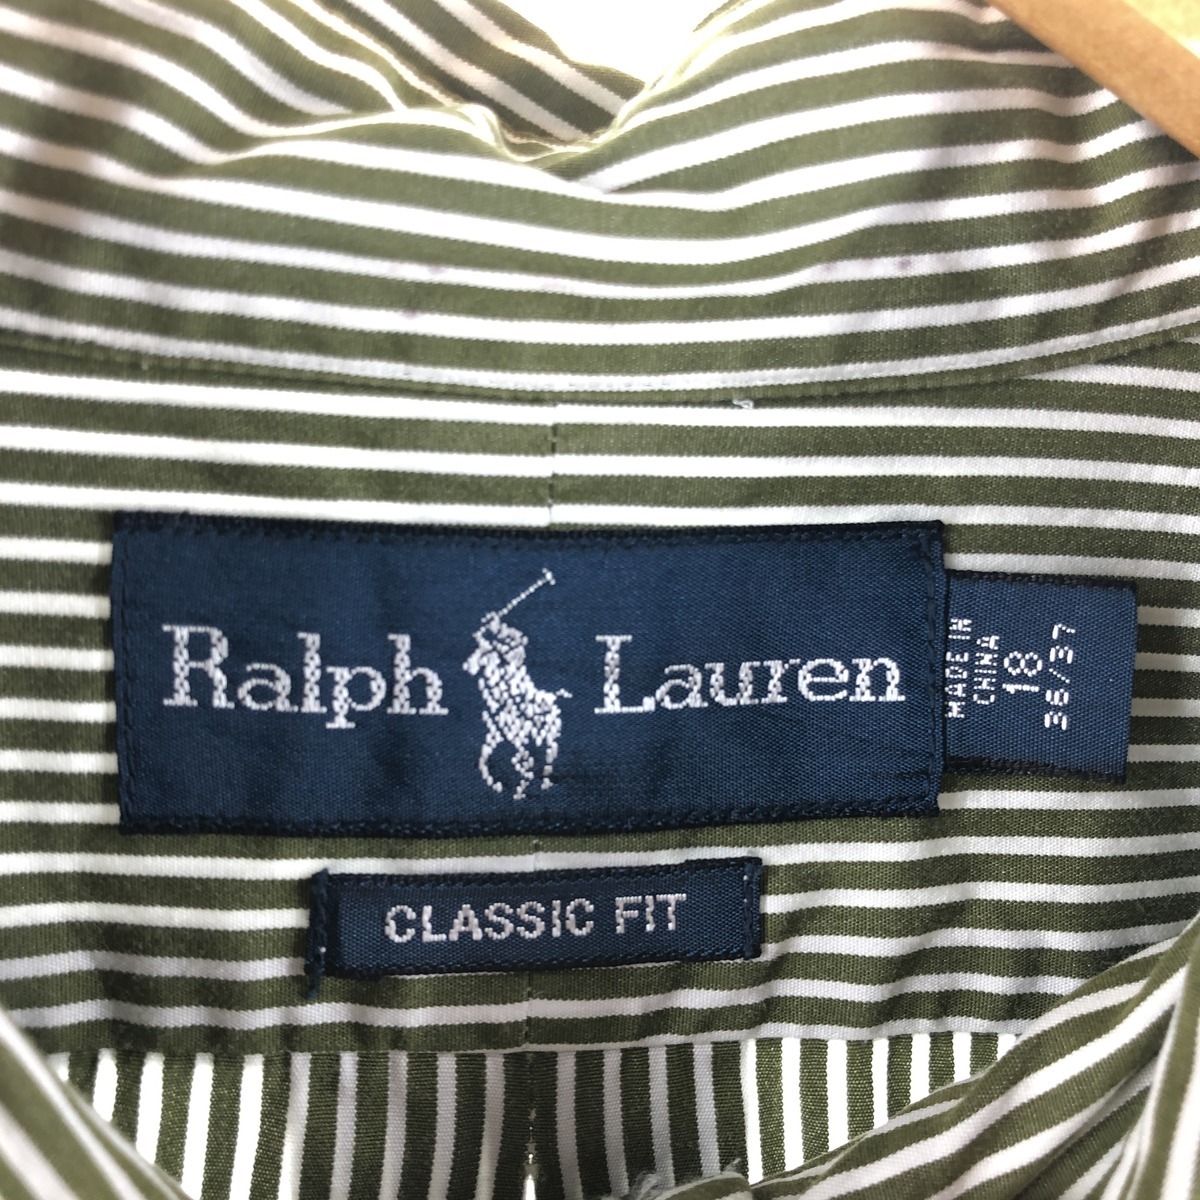 Ralph Lauren
MADE IN
CHINA
18
36/37
CLASSIC FIT